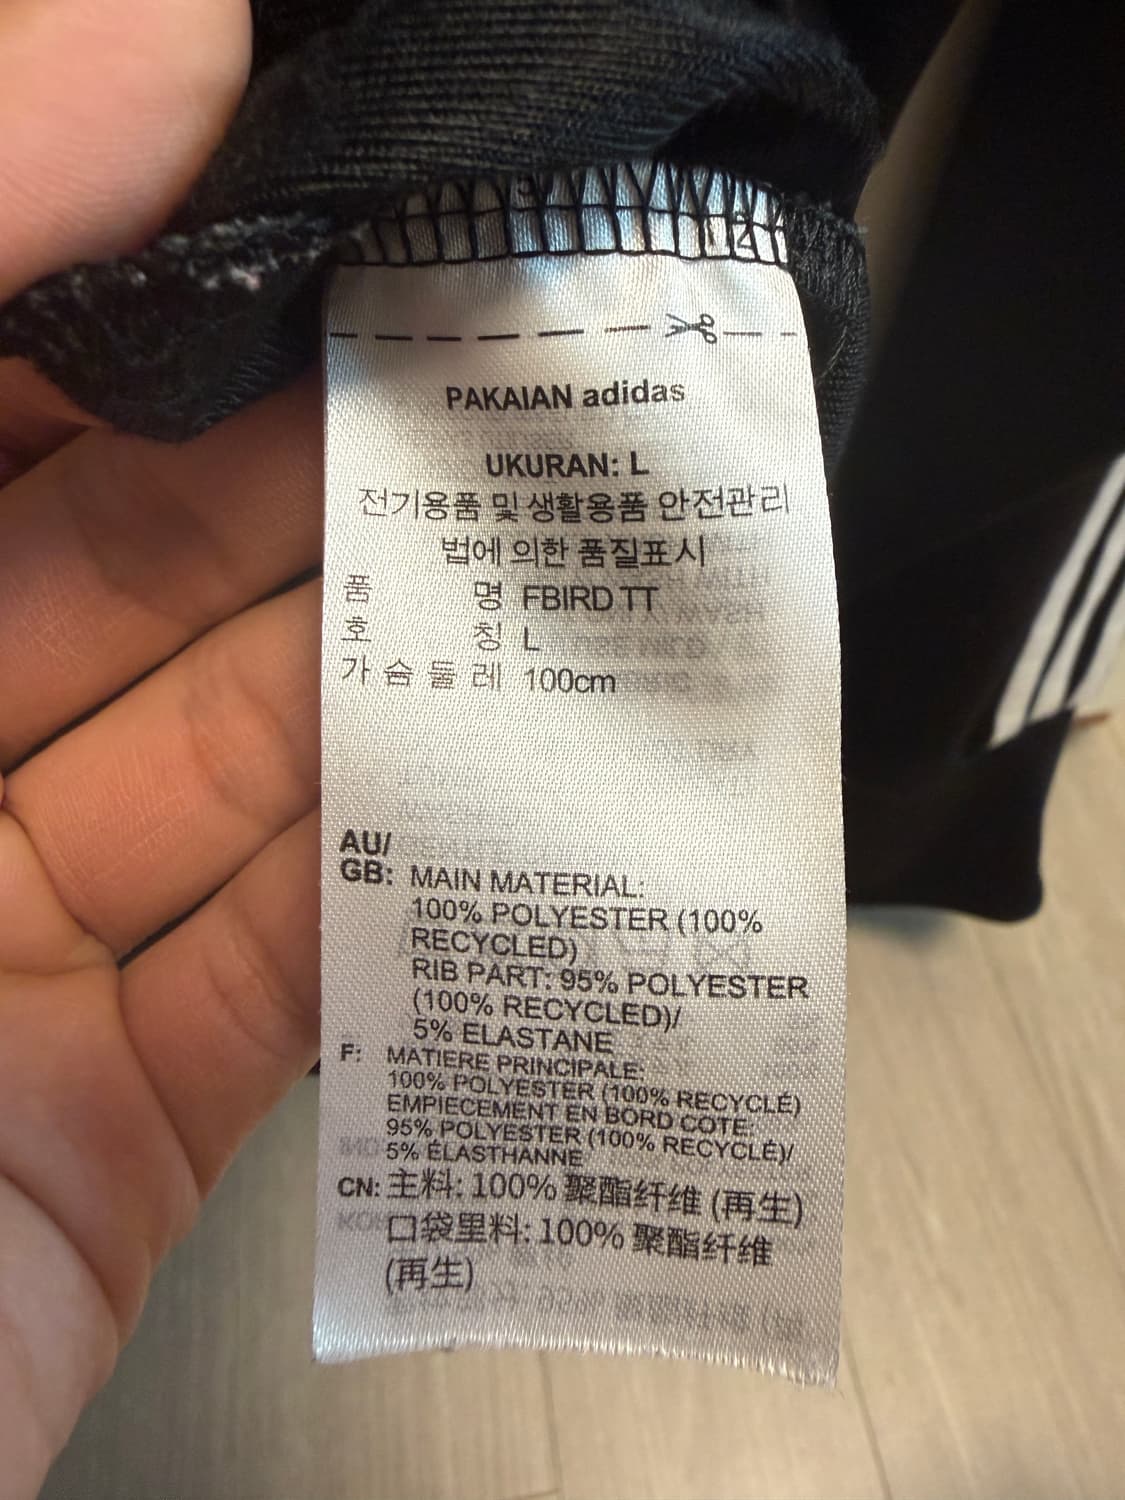 PAKAIAN adidas
UKURAN: L
전기용품 및 생활용품 안전관리
법에 의한 품질표시
품 명 FBIRD TT
호 칭 L
가 슴 둘 레 100cm
AU/
GB: MAIN MATERIAL:
100% POLYESTER (100%
RECYCLED)
RIB PART: 95% POLYESTER
(100% RECYCLED)/
5% ELASTANE
F: MATIERE PRINCIPALE:
100% POLYESTER (100% RECYCLÉ)
EMPIECEMENT EN BORD COTE:
95% POLYESTER (100% RECYCLÉ)/
5% ÉLASTHANNE
CN: 主料: 100% 聚酯纤维 (再生)
口袋里料: 100% 聚酯纤维
(再生)